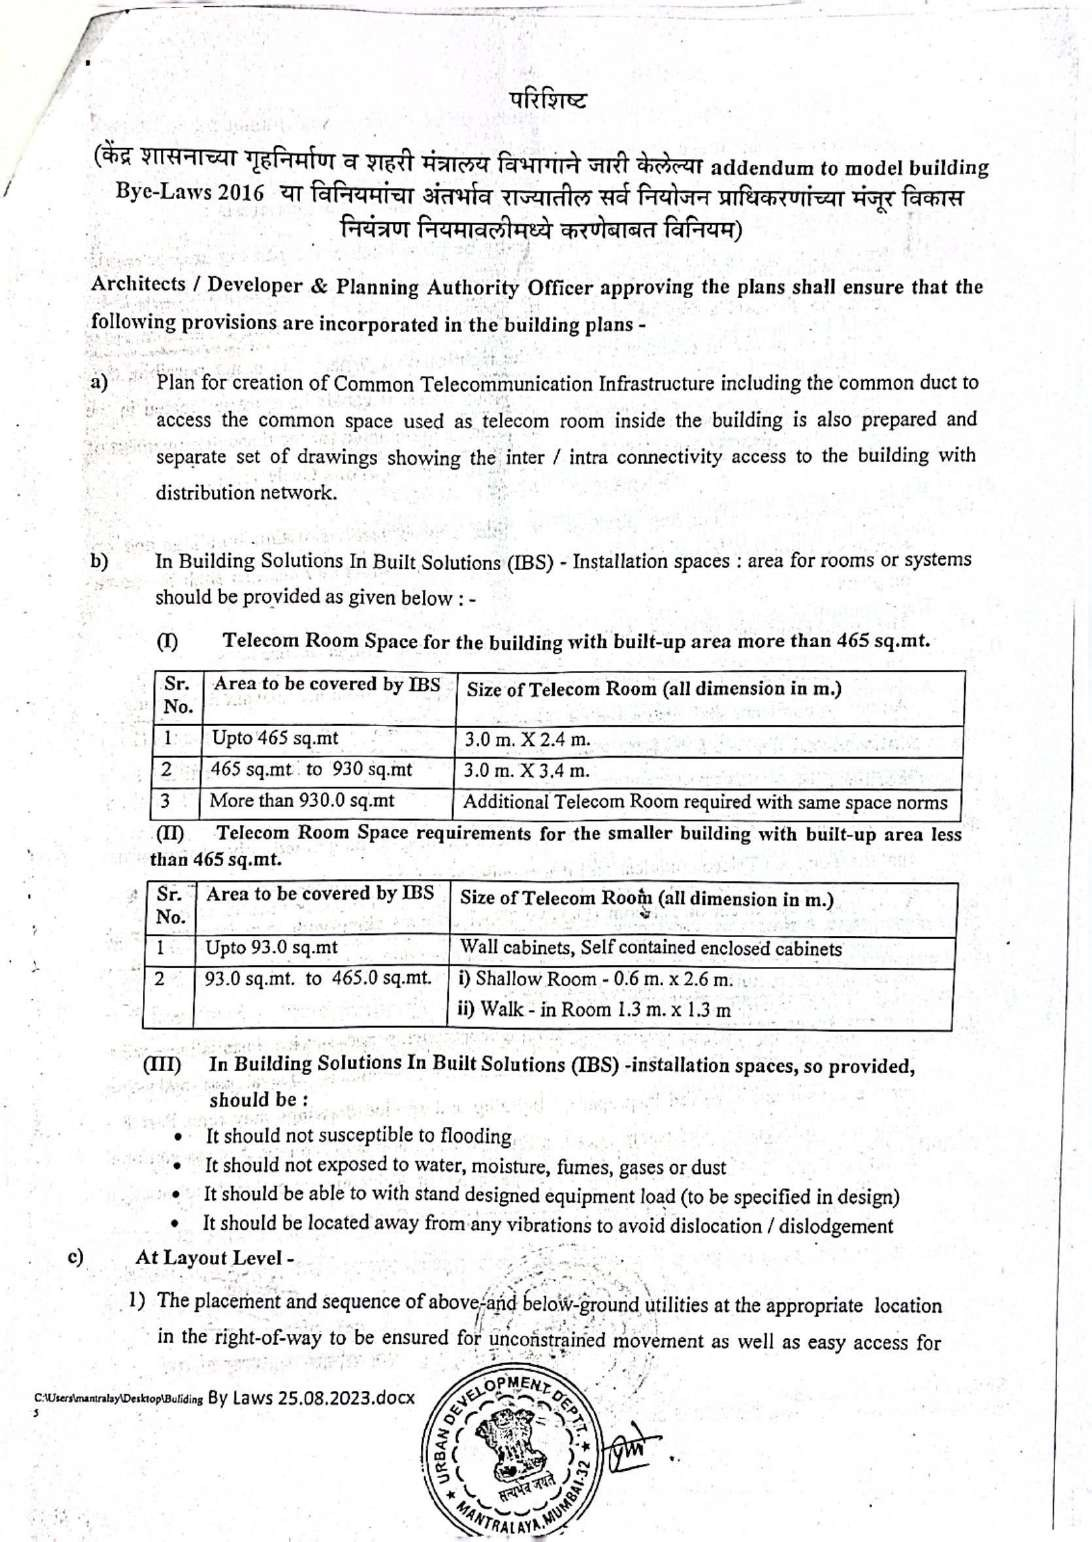 परिशिष्ट
(केंद्र शासनाच्या गृहनिर्माण व शहरी मंत्रालय विभागाने जारी केलेल्या addendum to model building
Bye-Laws 2016 या विनियमांचा अंतर्भाव राज्यातील सर्व नियोजन प्राधिकरणांच्या मंजूर विकास
नियंत्रण नियमावलीमध्ये करणेबाबत विनियम)
Architects / Developer & Planning Authority Officer approving the plans shall ensure that the
following provisions are incorporated in the building plans -
a) Plan for creation of Common Telecommunication Infrastructure including the common duct to
access the common space used as telecom room inside the building is also prepared and
separate set of drawings showing the inter / intra connectivity access to the building with
distribution network.
b) In Building Solutions In Built Solutions (IBS) - Installation spaces : area for rooms or systems
should be provided as given below : -
(I) Telecom Room Space for the building with built-up area more than 465 sq.mt.
Sr. No. Area to be covered by IBS Size of Telecom Room (all dimension in m.)
1 Upto 465 sq.mt 3.0 m. X 2.4 m.
2 465 sq.mt to 930 sq.mt 3.0 m. X 3.4 m.
3 More than 930.0 sq.mt Additional Telecom Room required with same space norms
(II) Telecom Room Space requirements for the smaller building with built-up area less
than 465 sq.mt.
Sr. No. Area to be covered by IBS Size of Telecom Room (all dimension in m.)
1 Upto 93.0 sq.mt Wall cabinets, Self contained enclosed cabinets
2 93.0 sq.mt. to 465.0 sq.mt. i) Shallow Room - 0.6 m. x 2.6 m.
ii) Walk - in Room 1.3 m. x 1.3 m
(III) In Building Solutions In Built Solutions (IBS) -installation spaces, so provided,
should be :
• It should not susceptible to flooding
• It should not exposed to water, moisture, fumes, gases or dust
• It should be able to with stand designed equipment load (to be specified in design)
• It should be located away from any vibrations to avoid dislocation / dislodgement
c) At Layout Level -
1) The placement and sequence of above-and below-ground utilities at the appropriate location
in the right-of-way to be ensured for unconstrained movement as well as easy access for
C:\Users\mantralay\Desktop\Buliding By Laws 25.08.2023.docx
5
URBAN DEVELOPMENT DEPTT.
सत्यमेव जयते
★ MANTRALAYA, MUMBAI-32 ★